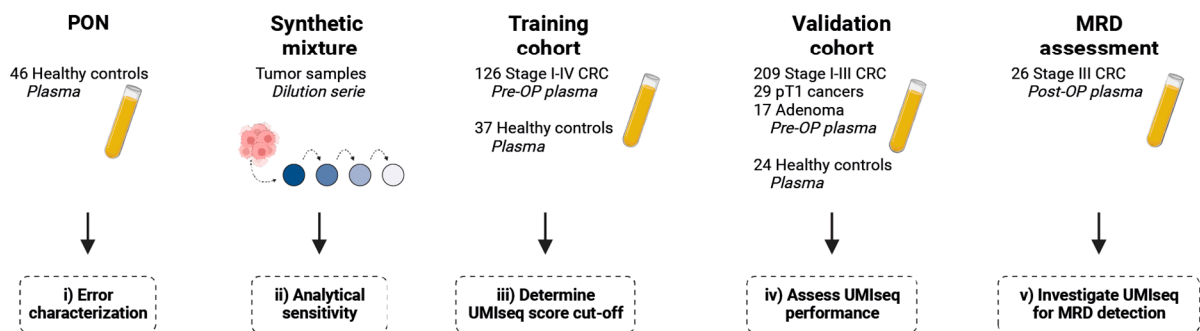 PON
46 Healthy controls
Plasma
i) Error
characterization
Synthetic
mixture
Tumor samples
Dilution serie
ii) Analytical
sensitivity
Training
cohort
126 Stage I-IV CRC
Pre-OP plasma
37 Healthy controls
Plasma
iii) Determine
UMIseq score cut-off
Validation
cohort
209 Stage I-III CRC
29 pT1 cancers
17 Adenoma
Pre-OP plasma
24 Healthy controls
Plasma
iv) Assess UMIseq
performance
MRD
assessment
26 Stage III CRC
Post-OP plasma
v) Investigate UMIseq
for MRD detection